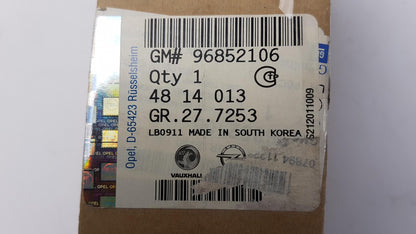 GM# 96852106
Qty 1
48 14 013
GR.27.7253
LB0911 MADE IN SOUTH KOREA
VAUXHALL
Opel, D-65423 Rüsselsheim
5212011009